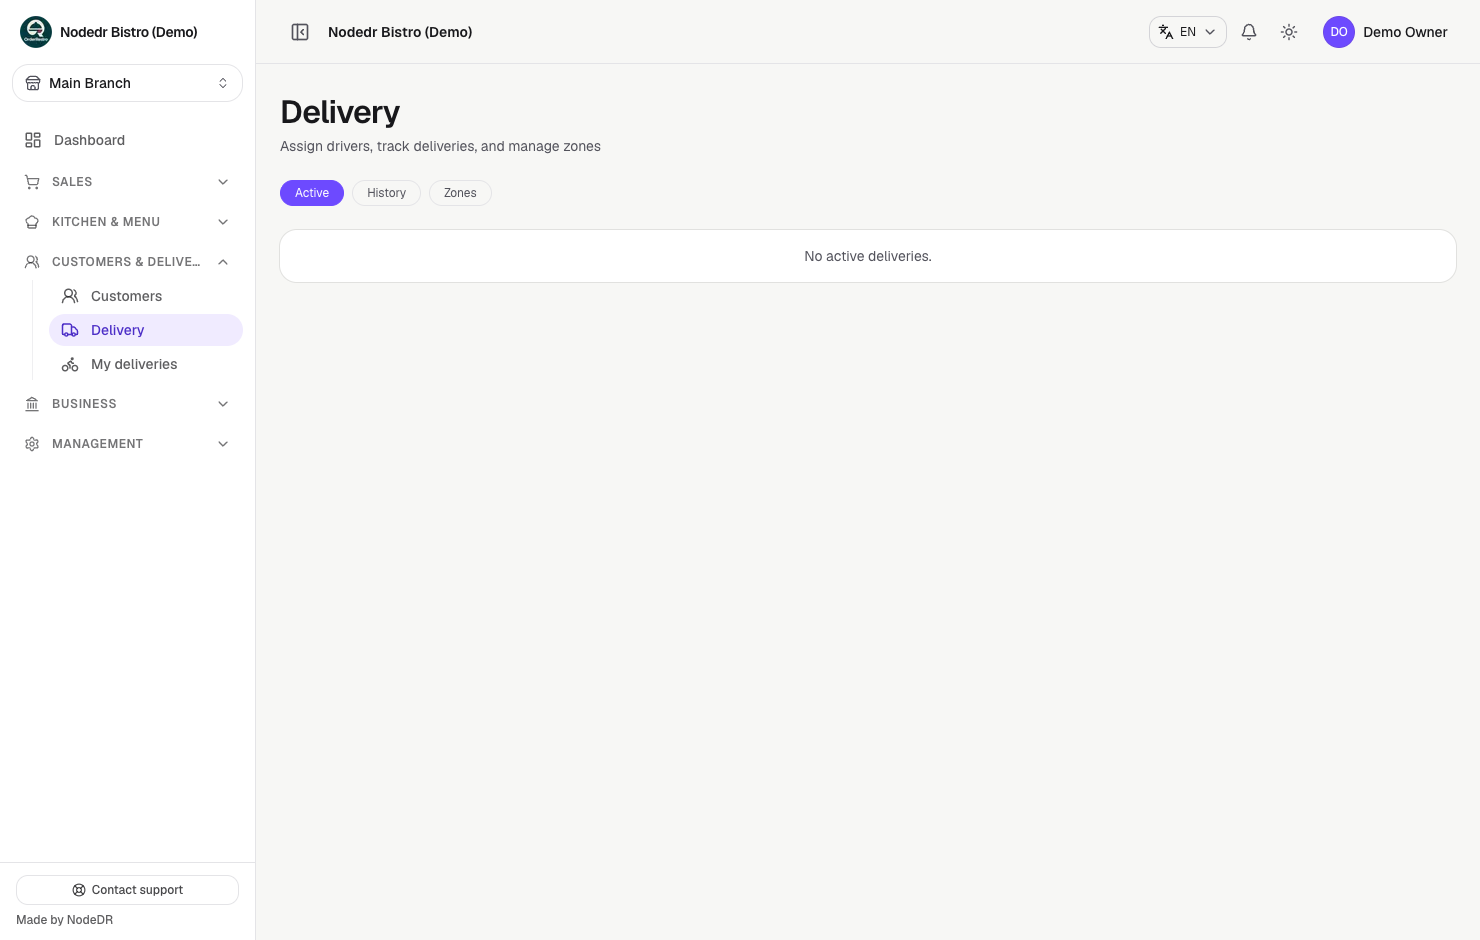 Nodedr Bistro (Demo)
Main Branch
Dashboard
SALES
KITCHEN & MENU
CUSTOMERS & DELIVE...
Customers
Delivery
My deliveries
BUSINESS
MANAGEMENT
Contact support
Made by NodeDR
Nodedr Bistro (Demo)
EN
DO
Demo Owner
Delivery
Assign drivers, track deliveries, and manage zones
Active
History
Zones
No active deliveries.